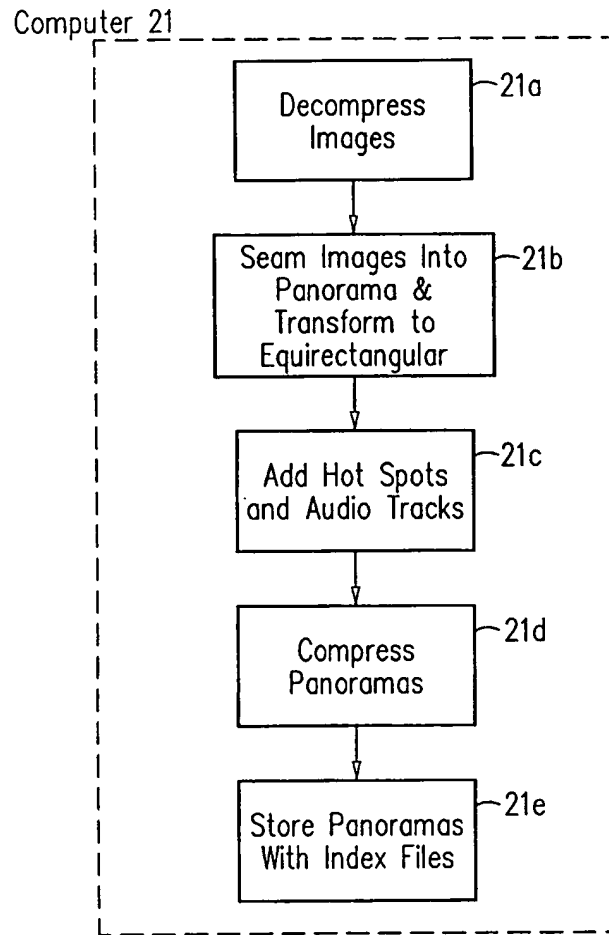 Computer 21
21a
Decompress
Images
21b
Seam Images Into
Panorama &
Transform to
Equirectangular
21c
Add Hot Spots
and Audio Tracks
21d
Compress
Panoramas
21e
Store Panoramas
With Index Files